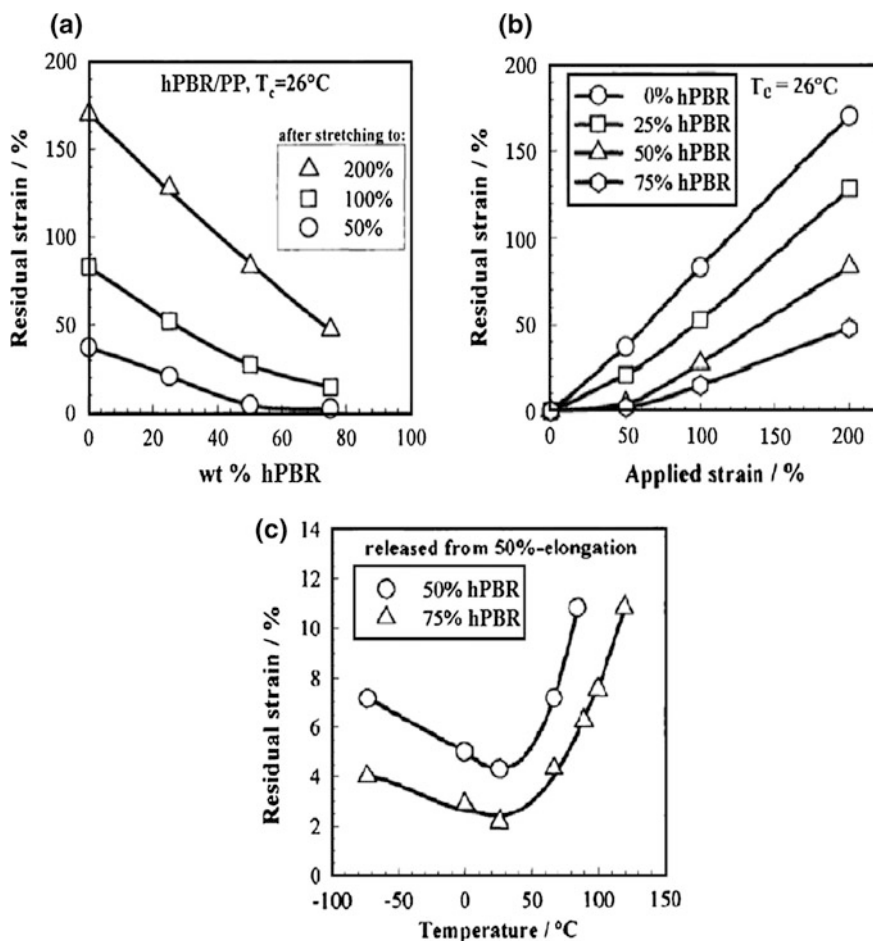 (a)
200
150
100
50
0
Residual strain / %
hPBR/PP, T_c=26°C
after stretching to:
200%
100%
50%
0 20 40 60 80 100
wt % hPBR
(b)
200
150
100
50
0
Residual strain / %
0% hPBR
25% hPBR
50% hPBR
75% hPBR
T_c = 26°C
0 50 100 150 200
Applied strain / %
(c)
14
12
10
8
6
4
2
0
Residual strain / %
released from 50%-elongation
50% hPBR
75% hPBR
-100 -50 0 50 100 150
Temperature / °C